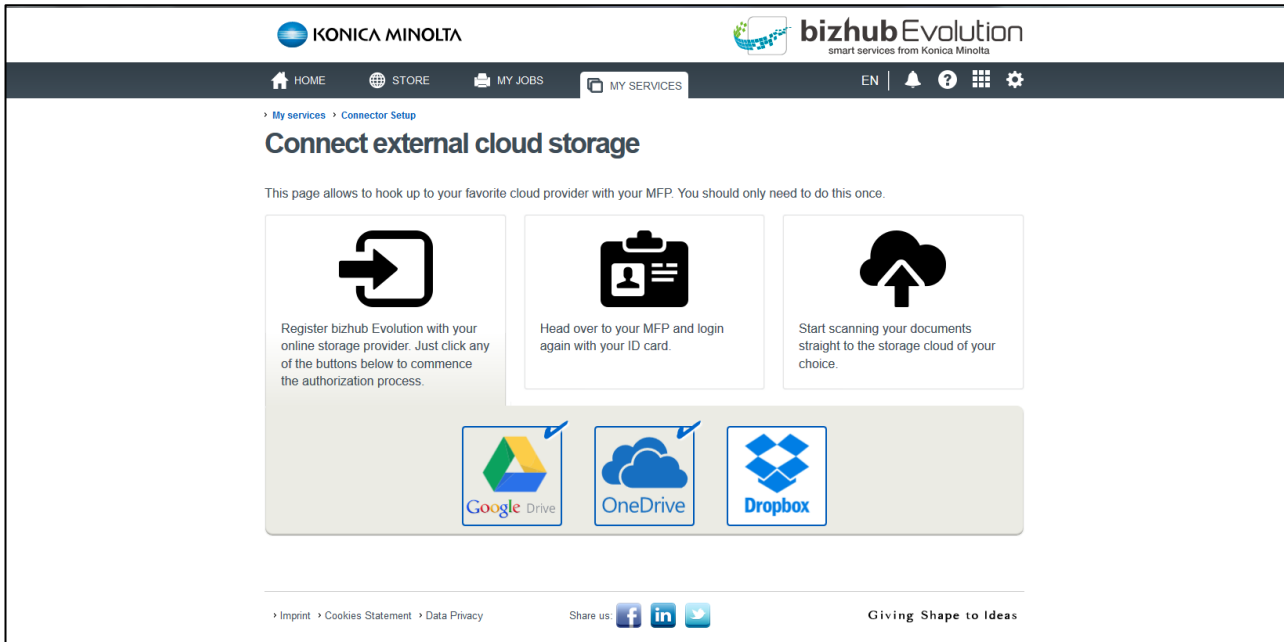 KONICA MINOLTA
bizhub Evolution
smart services from Konica Minolta
HOME STORE MY JOBS MY SERVICES EN ?
My services Connector Setup
Connect external cloud storage
This page allows to hook up to your favorite cloud provider with your MFP. You should only need to do this once.
Register bizhub Evolution with your
online storage provider. Just click any
of the buttons below to commence
the authorization process.
Head over to your MFP and login
again with your ID card.
Start scanning your documents
straight to the storage cloud of your
choice.
Google Drive
OneDrive
Dropbox
Imprint Cookies Statement Data Privacy
Share us: f in
Giving Shape to Ideas